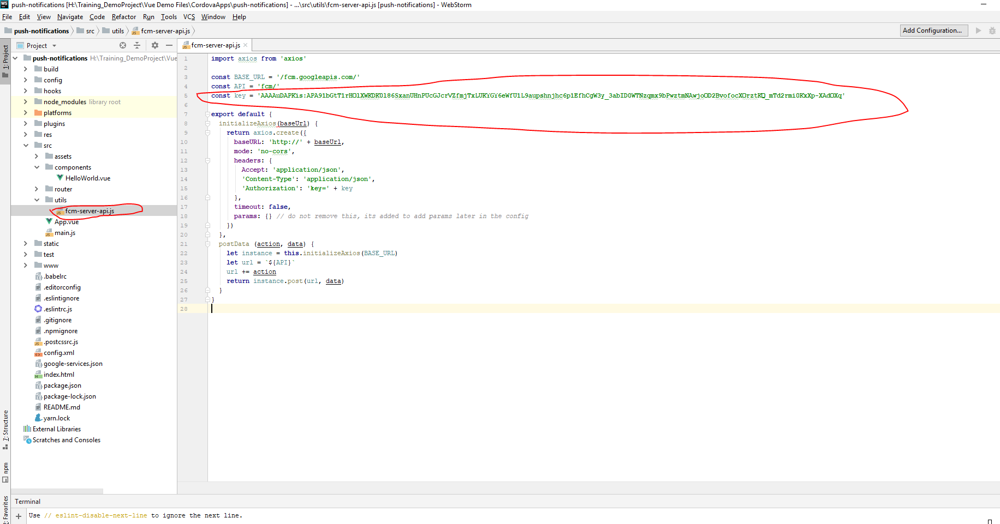 push-notifications [H:\Training_DemoProject\Vue Demo Files\CordovaApps\push-notifications] - ...\src\utils\fcm-server-api.js [push-notifications] - WebStorm
File Edit View Navigate Code Refactor Run Tools VCS Window Help
push-notifications src utils fcm-server-api.js Add Configuration...
1: Project
Project
fcm-server-api.js
push-notifications H:\Training_DemoProject\Vue
build
config
hooks
node_modules library root
platforms
plugins
res
src
assets
components
HelloWorld.vue
router
utils
fcm-server-api.js
App.vue
main.js
static
test
www
.babelrc
.editorconfig
.eslintignore
.eslintrc.js
.gitignore
.npmignore
.postcssrc.js
config.xml
google-services.json
index.html
package.json
package-lock.json
README.md
yarn.lock
External Libraries
Scratches and Consoles
1 import axios from 'axios'
2
3 const BASE_URL = '/fcm.googleapis.com/'
4 const API = 'fcm/'
5 const key =
6
7 export default {
8 initializeAxios(baseUrl) {
9 return axios.create({
10 baseURL: 'http://' + baseUrl,
11 mode: 'no-cors',
12 headers: {
13 Accept: 'application/json',
14 'Content-Type': 'application/json',
15 'Authorization': 'key=' + key
16 },
17 timeout: false,
18 params: {} // do not remove this, its added to add params later in the config
19 })
20 },
21 postData (action, data) {
22 let instance = this.initializeAxios(BASE_URL)
23 let url = `${API}`
24 url += action
25 return instance.post(url, data)
26 }
27 }
28
7: Structure
npm
2: Favorites
Terminal
Use // eslint-disable-next-line to ignore the next line.